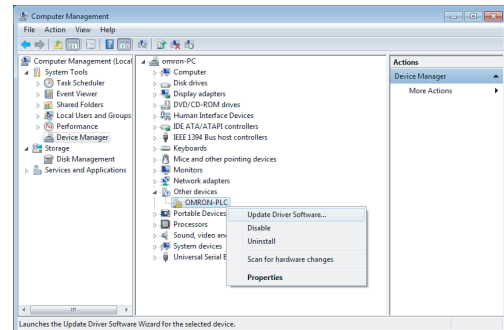 Computer Management
File Action View Help
Computer Management (Local
System Tools
Task Scheduler
Event Viewer
Shared Folders
Local Users and Groups
Performance
Device Manager
Storage
Disk Management
Services and Applications
omron-PC
Computer
Disk drives
Display adapters
DVD/CD-ROM drives
Human Interface Devices
IDE ATA/ATAPI controllers
IEEE 1394 Bus host controllers
Keyboards
Mice and other pointing devices
Monitors
Network adapters
Other devices
OMRON-PLC
Portable Devices
Processors
Sound, video an
System devices
Universal Serial B
Update Driver Software...
Disable
Uninstall
Scan for hardware changes
Properties
Actions
Device Manager
More Actions
Launches the Update Driver Software Wizard for the selected device.